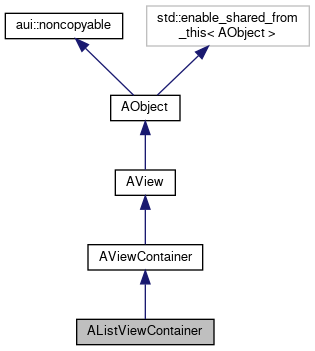 aui::noncopyable
std::enable_shared_from
_this< AObject >
AObject
AView
AViewContainer
AListViewContainer